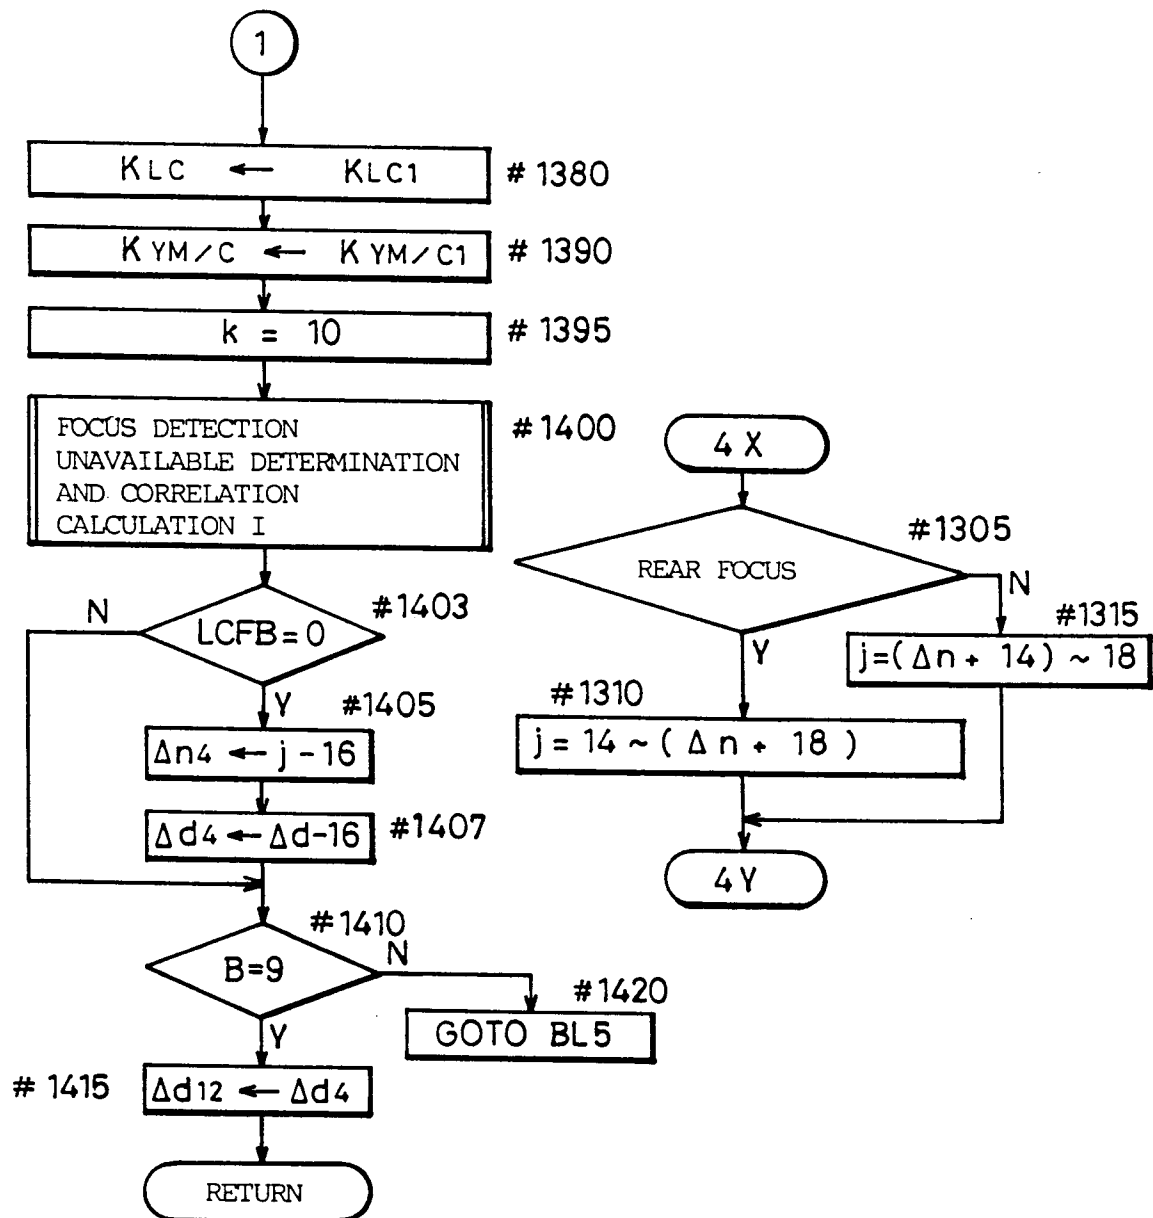 1
KLC ← KLC1 #1380
KYM/C ← KYM/C1 #1390
k = 10 #1395
FOCUS DETECTION
UNAVAILABLE DETERMINATION
AND CORRELATION
CALCULATION I
#1400
LCFB=0 #1403
N
Y
#1405
Δn4 ← j-16
Δd4 ← Δd-16 #1407
#1410
B=9
N
Y
#1420
GOTO BL5
#1415 Δd12 ← Δd4
RETURN
4X
#1305
REAR FOCUS
N
Y
#1315
j=(Δn + 14) ~ 18
#1310
j = 14 ~ (Δn + 18)
4Y